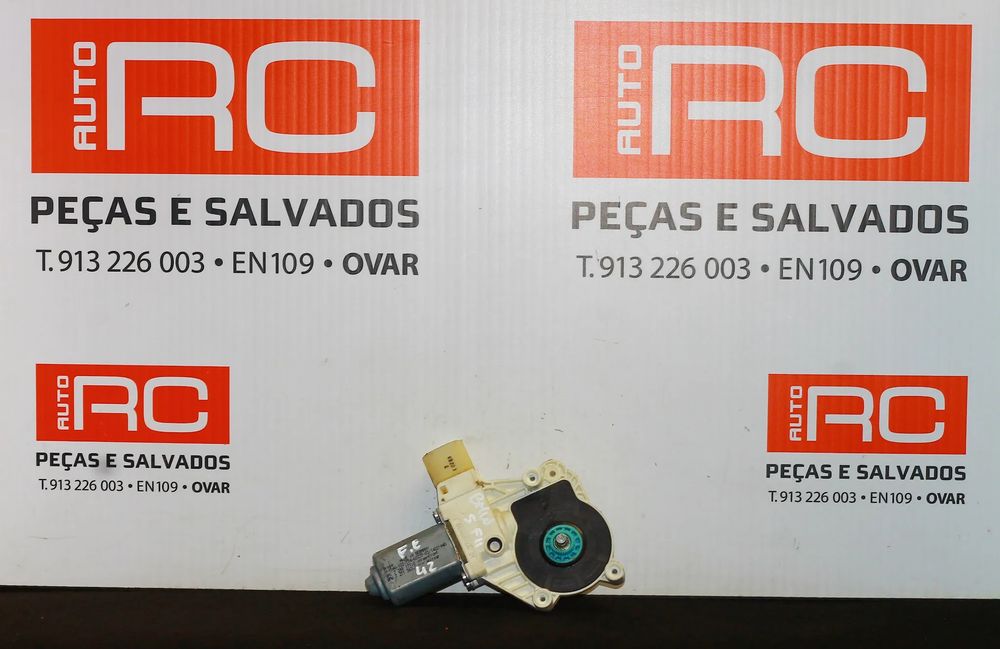 AUTO RC
PEÇAS E SALVADOS
T. 913 226 003 • EN109 • OVAR
AUTO RC
PEÇAS E SALVADOS
T. 913 226 003 • EN109 • OVAR
AUTO RC
PEÇAS E SALVADOS
T. 913 226 003 • EN109 • OVAR
AUTO RC
PEÇAS E SALVADOS
T. 913 226 003 • EN109 • OVAR
F.E
42